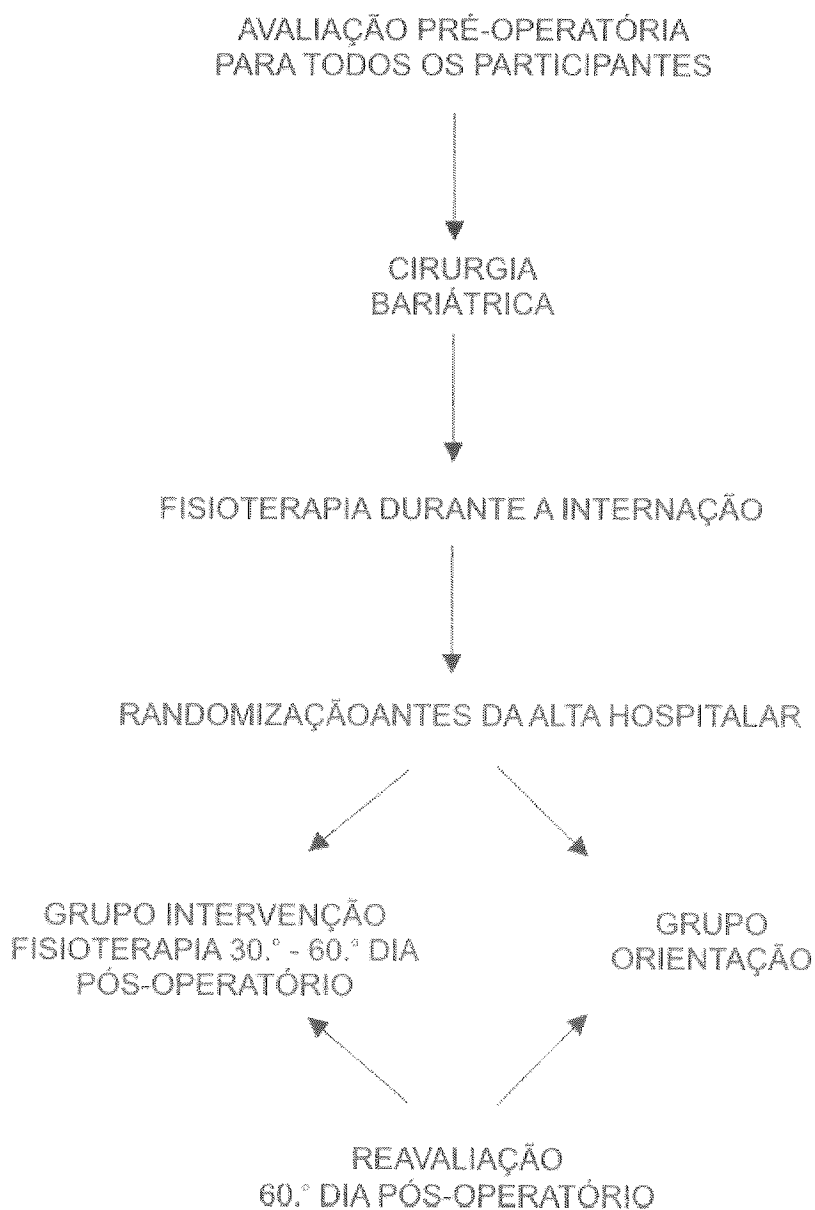 AVALIAÇÃO PRÉ-OPERATÓRIA
PARA TODOS OS PARTICIPANTES
CIRURGIA
BARIÁTRICA
FISIOTERAPIA DURANTE A INTERNAÇÃO
RANDOMIZAÇÃOANTES DA ALTA HOSPITALAR
GRUPO INTERVENÇÃO
FISIOTERAPIA 30.° - 60.° DIA
PÓS-OPERATÓRIO
GRUPO
ORIENTAÇÃO
REAVALIAÇÃO
60.° DIA PÓS-OPERATÓRIO